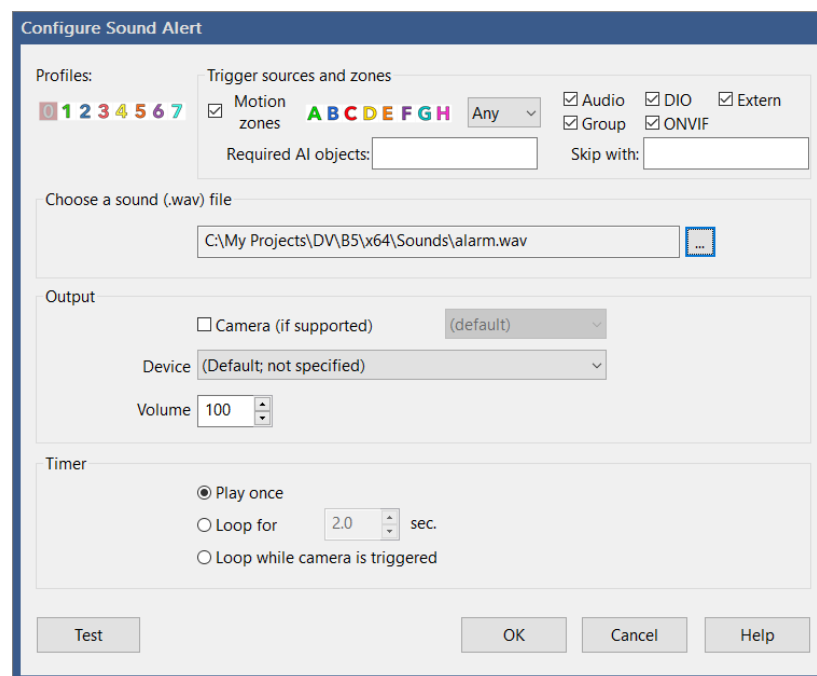 Configure Sound Alert
Profiles:
0 1 2 3 4 5 6 7
Trigger sources and zones
Motion zones
A B C D E F G H
Any
Audio
DIO
Extern
Group
ONVIF
Required AI objects:
Skip with:
Choose a sound (.wav) file
C:\My Projects\DV\B5\x64\Sounds\alarm.wav
...
Output
Camera (if supported)
(default)
Device
(Default; not specified)
Volume
100
Timer
Play once
Loop for
2.0
sec.
Loop while camera is triggered
Test
OK
Cancel
Help